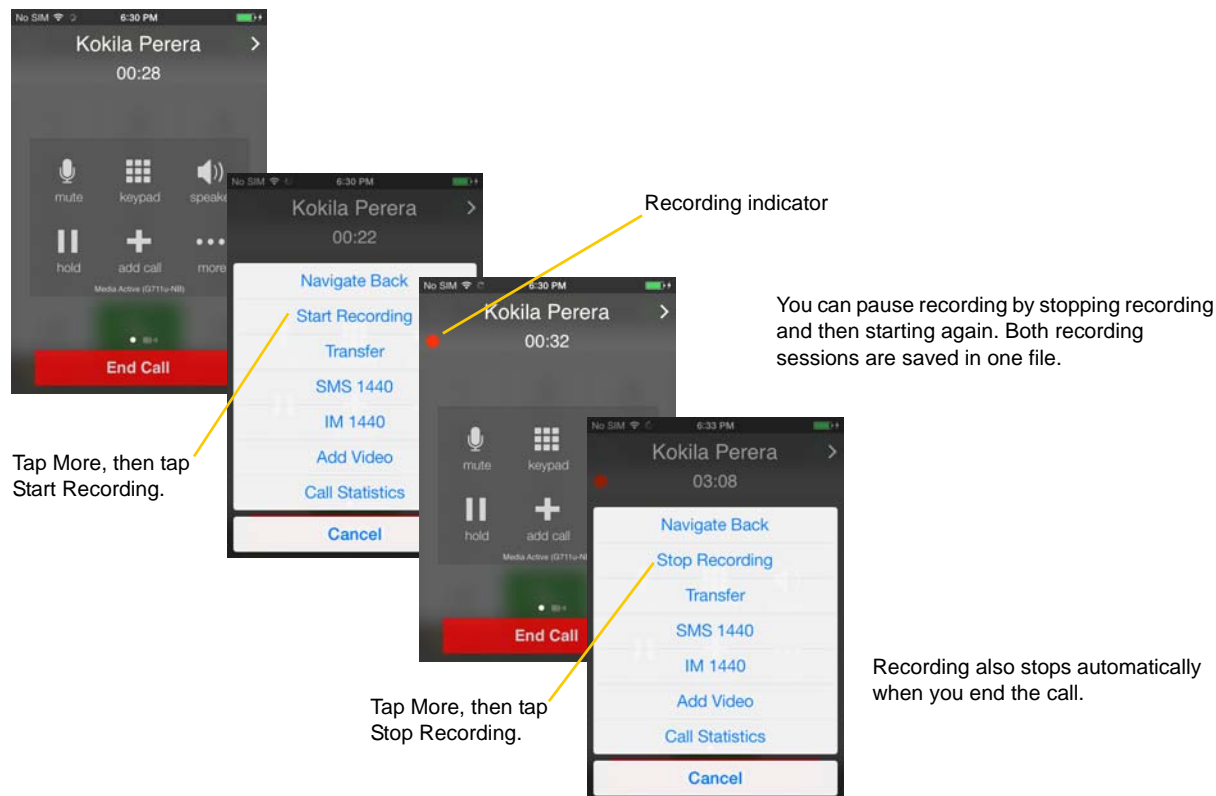 No SIM 6:30 PM
Kokila Perera
00:28
mute keypad speake
hold add call more
Media Active (G711u-NB)
End Call
No SIM 6:30 PM
Kokila Perera
00:22
Navigate Back
Start Recording
Transfer
SMS 1440
IM 1440
Add Video
Call Statistics
Cancel
Tap More, then tap
Start Recording.
Recording indicator
No SIM 6:30 PM
Kokila Perera
00:32
mute keypad
hold add call
Media Active (G711u-N
End Call
You can pause recording by stopping recording
and then starting again. Both recording
sessions are saved in one file.
No SIM 6:33 PM
Kokila Perera
03:08
Navigate Back
Stop Recording
Transfer
SMS 1440
IM 1440
Add Video
Call Statistics
Cancel
Tap More, then tap
Stop Recording.
Recording also stops automatically
when you end the call.